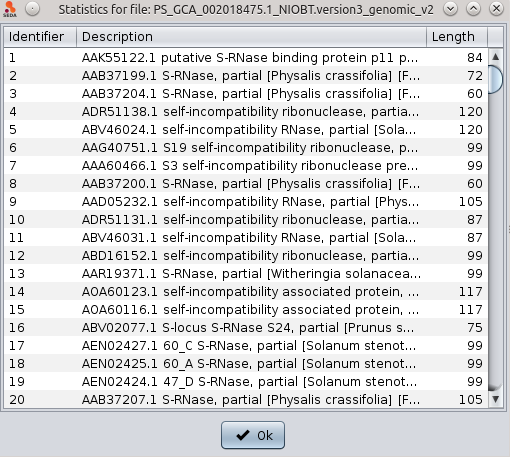 SEDA Statistics for file: PS_GCA_002018475.1_NIOBT.version3_genomic_v2
Identifier Description Length
1 AAK55122.1 putative S-RNase binding protein p11 p... 84
2 AAB37199.1 S-RNase, partial [Physalis crassifolia] [F... 72
3 AAB37204.1 S-RNase, partial [Physalis crassifolia] [F... 60
4 ADR51138.1 self-incompatibility ribonuclease, partia... 120
5 ABV46024.1 self-incompatibility RNase, partial [Sola... 120
6 AAG40751.1 S19 self-incompatibility ribonuclease, p... 99
7 AAA60466.1 S3 self-incompatibility ribonuclease pre... 99
8 AAB37200.1 S-RNase, partial [Physalis crassifolia] [F... 60
9 AAD05232.1 self-incompatibility RNase, partial [Phys... 105
10 ADR51131.1 self-incompatibility ribonuclease, partia... 87
11 ABV46031.1 self-incompatibility RNase, partial [Sola... 87
12 ABD16152.1 self-incompatibility ribonuclease, partia... 99
13 AAR19371.1 S-RNase, partial [Witheringia solanacea... 99
14 AOA60123.1 self-incompatibility associated protein, ... 117
15 AOA60116.1 self-incompatibility associated protein, ... 117
16 ABV02077.1 S-locus S-RNase S24, partial [Prunus s... 75
17 AEN02427.1 60_C S-RNase, partial [Solanum stenot... 99
18 AEN02425.1 60_A S-RNase, partial [Solanum stenot... 99
19 AEN02424.1 47_D S-RNase, partial [Solanum stenot... 99
20 AAB37207.1 S-RNase, partial [Physalis crassifolia] [F... 105
Ok